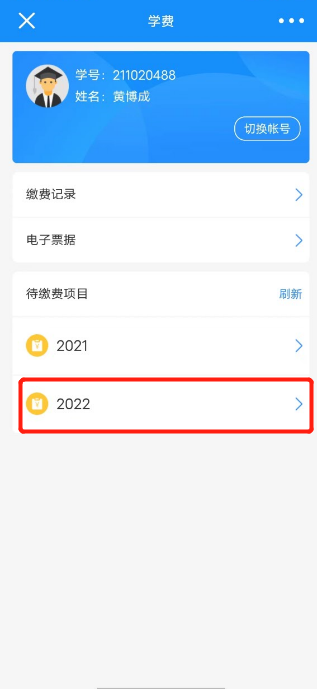 学费
学号：211020488
姓名：黄博成
切换帐号
缴费记录
电子票据
待缴费项目
刷新
2021
2022